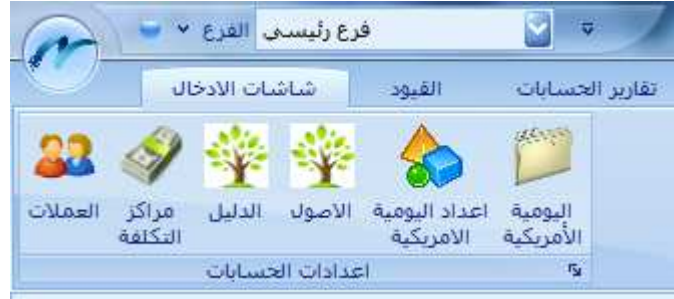 الفرع فرع رئيسي
شاشات الادخال
القيود
تقارير الحسابات
العملات
مراكز التكلفة
الدليل
الاصول
اعداد اليومية الامريكية
اليومية الأمريكية
اعدادات الحسابات